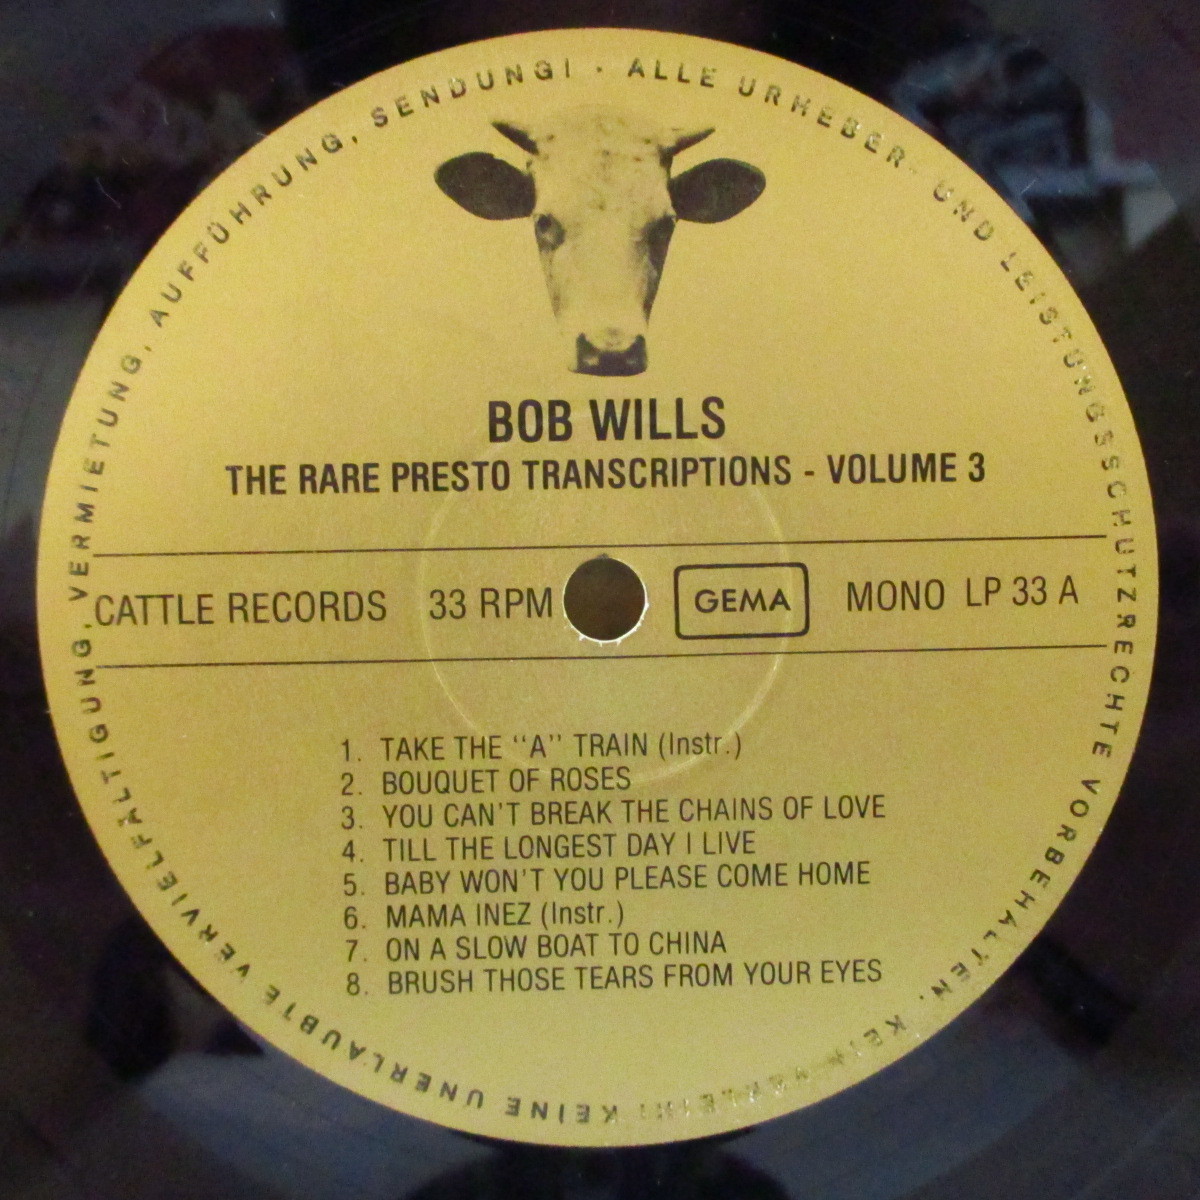 ALLE URHEBER- UND LEISTUNGSSCHUTZRECHTE VORBEHALTEN. KEIN VERLEIH! KEINE UNERLAUBTE VERVIELFÄLTIGUNG, VERMIETUNG, AUFFÜHRUNG, SENDUNG! ·
BOB WILLS
THE RARE PRESTO TRANSCRIPTIONS - VOLUME 3
CATTLE RECORDS 33 RPM GEMA MONO LP 33 A
1. TAKE THE "A" TRAIN (Instr.)
2. BOUQUET OF ROSES
3. YOU CAN'T BREAK THE CHAINS OF LOVE
4. TILL THE LONGEST DAY I LIVE
5. BABY WON'T YOU PLEASE COME HOME
6. MAMA INEZ (Instr.)
7. ON A SLOW BOAT TO CHINA
8. BRUSH THOSE TEARS FROM YOUR EYES